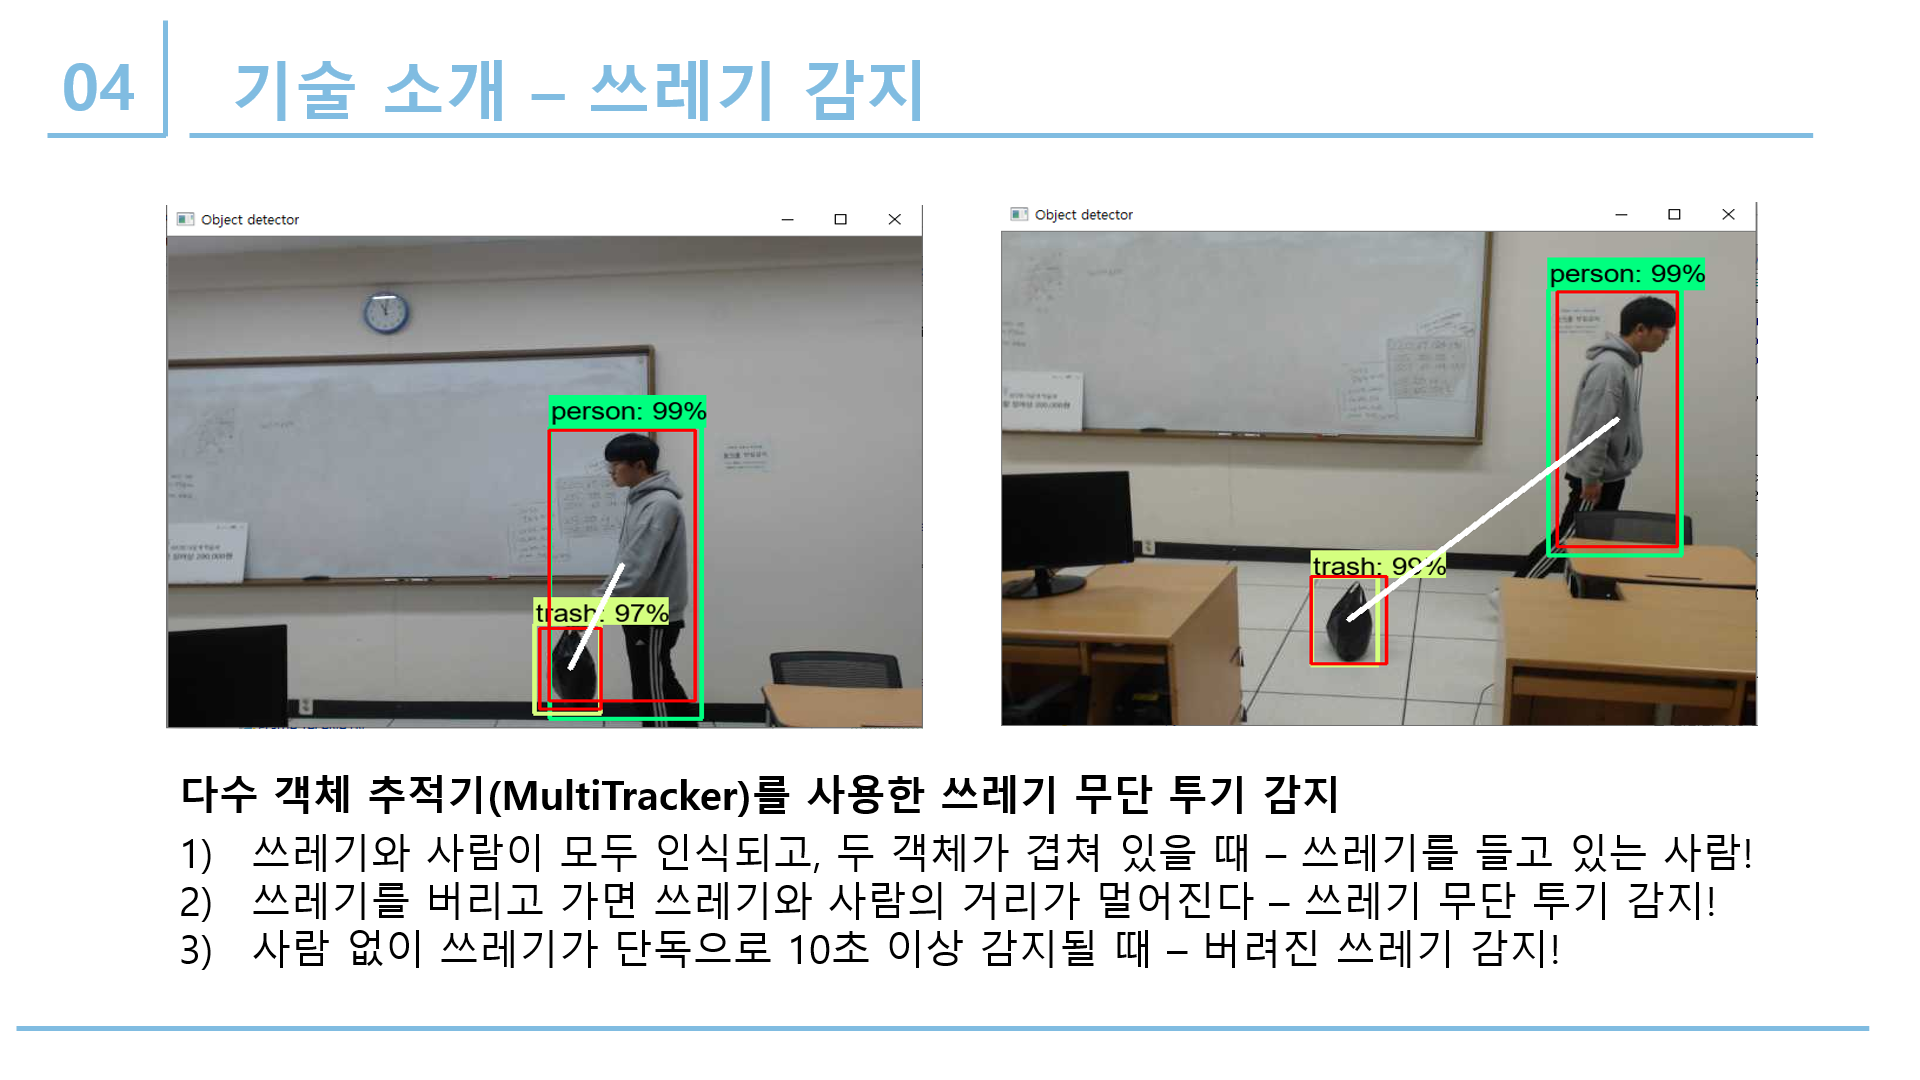 04
기술 소개 – 쓰레기 감지
Object detector
person: 99%
trash: 97%
Object detector
person: 99%
trash: 99%
다수 객체 추적기(MultiTracker)를 사용한 쓰레기 무단 투기 감지
1) 쓰레기와 사람이 모두 인식되고, 두 객체가 겹쳐 있을 때 – 쓰레기를 들고 있는 사람!
2) 쓰레기를 버리고 가면 쓰레기와 사람의 거리가 멀어진다 – 쓰레기 무단 투기 감지!
3) 사람 없이 쓰레기가 단독으로 10초 이상 감지될 때 – 버려진 쓰레기 감지!